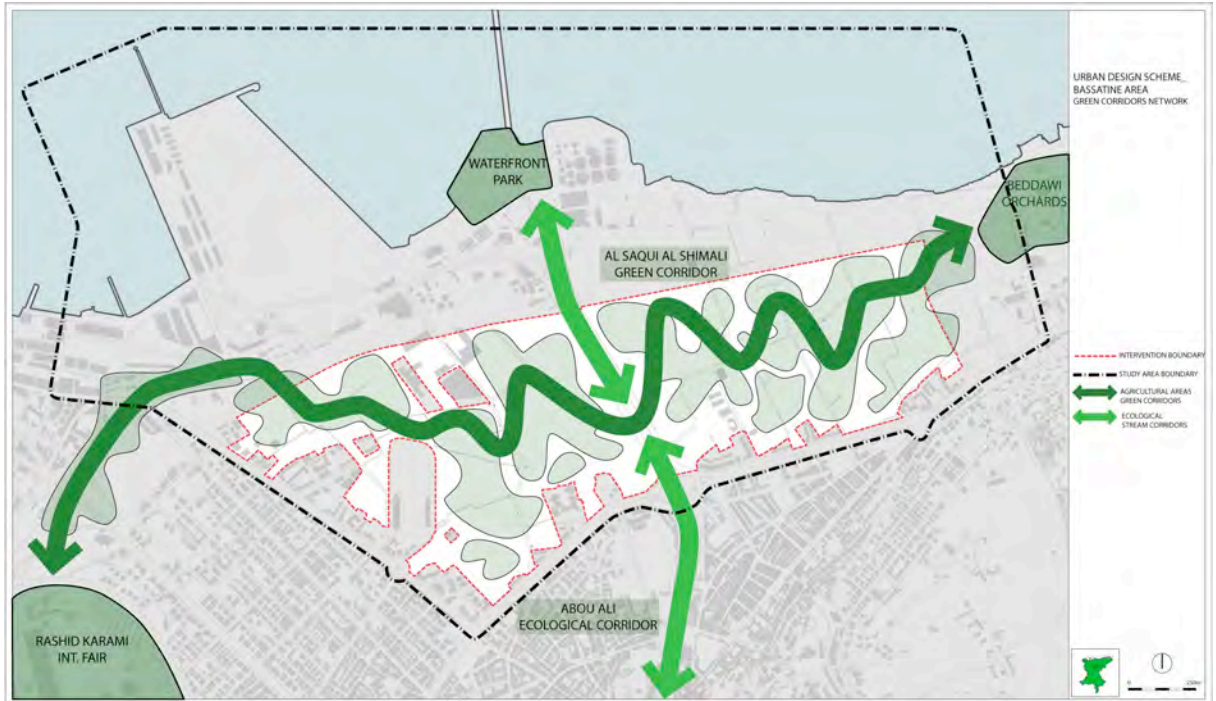 URBAN DESIGN SCHEME_
BASSATINE AREA
GREEN CORRIDORS NETWORK
WATERFRONT
PARK
BEDDAWI
ORCHARDS
AL SAQUI AL SHIMALI
GREEN CORRIDOR
ABOU ALI
ECOLOGICAL CORRIDOR
RASHID KARAMI
INT. FAIR
INTERVENTION BOUNDARY
STUDY AREA BOUNDARY
AGRICULTURAL AREAS
GREEN CORRIDORS
ECOLOGICAL
STREAM CORRIDORS
0